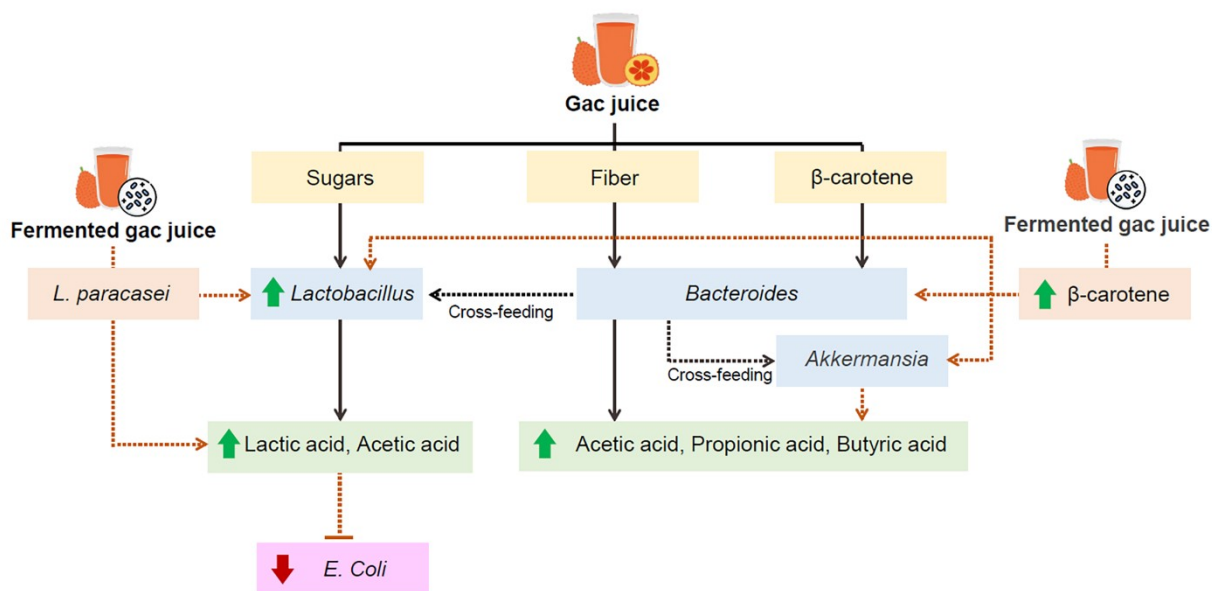 Gac juice
Sugars
Fiber
β-carotene
Fermented gac juice
Fermented gac juice
L. paracasei
Lactobacillus
Cross-feeding
Bacteroides
β-carotene
Cross-feeding
Akkermansia
Lactic acid, Acetic acid
Acetic acid, Propionic acid, Butyric acid
E. Coli